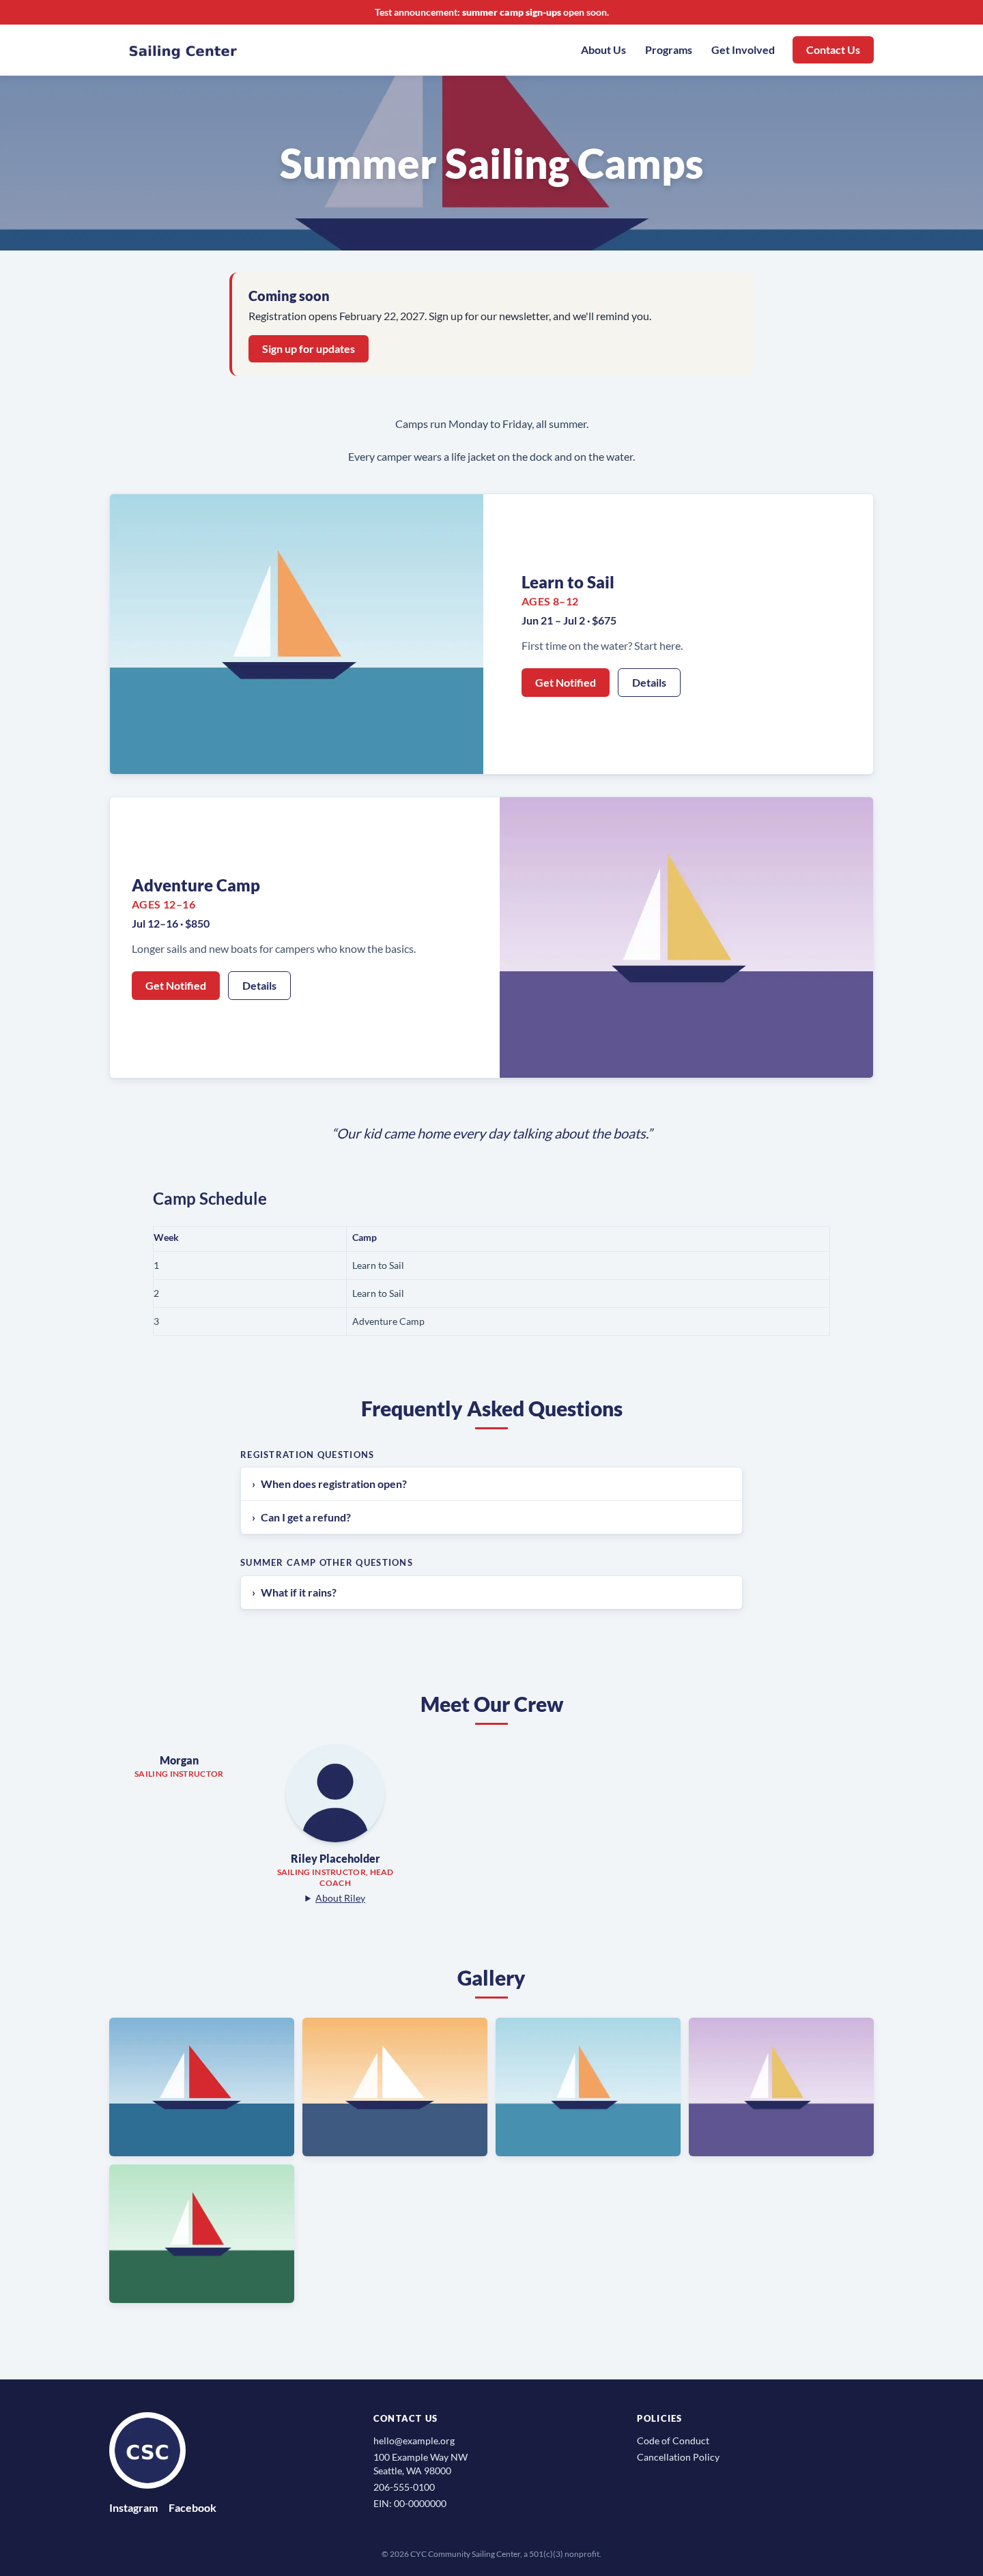 Test announcement: summer camp sign-ups open soon.
Sailing Center
About Us
Programs
Get Involved
Contact Us
Summer Sailing Camps
Coming soon
Registration opens February 22, 2027. Sign up for our newsletter, and we'll remind you.
Sign up for updates
Camps run Monday to Friday, all summer.
Every camper wears a life jacket on the dock and on the water.
Learn to Sail
AGES 8–12
Jun 21 – Jul 2 · $675
First time on the water? Start here.
Get Notified
Details
Adventure Camp
AGES 12–16
Jul 12–16 · $850
Longer sails and new boats for campers who know the basics.
Get Notified
Details
“Our kid came home every day talking about the boats.”
Camp Schedule
Week Camp
1 Learn to Sail
2 Learn to Sail
3 Adventure Camp
Frequently Asked Questions
REGISTRATION QUESTIONS
› When does registration open?
› Can I get a refund?
SUMMER CAMP OTHER QUESTIONS
› What if it rains?
Meet Our Crew
Morgan
SAILING INSTRUCTOR
Riley Placeholder
SAILING INSTRUCTOR, HEAD
COACH
About Riley
Gallery
CSC
Instagram
Facebook
CONTACT US
hello@example.org
100 Example Way NW
Seattle, WA 98000
206-555-0100
EIN: 00-0000000
POLICIES
Code of Conduct
Cancellation Policy
© 2026 CYC Community Sailing Center, a 501(c)(3) nonprofit.